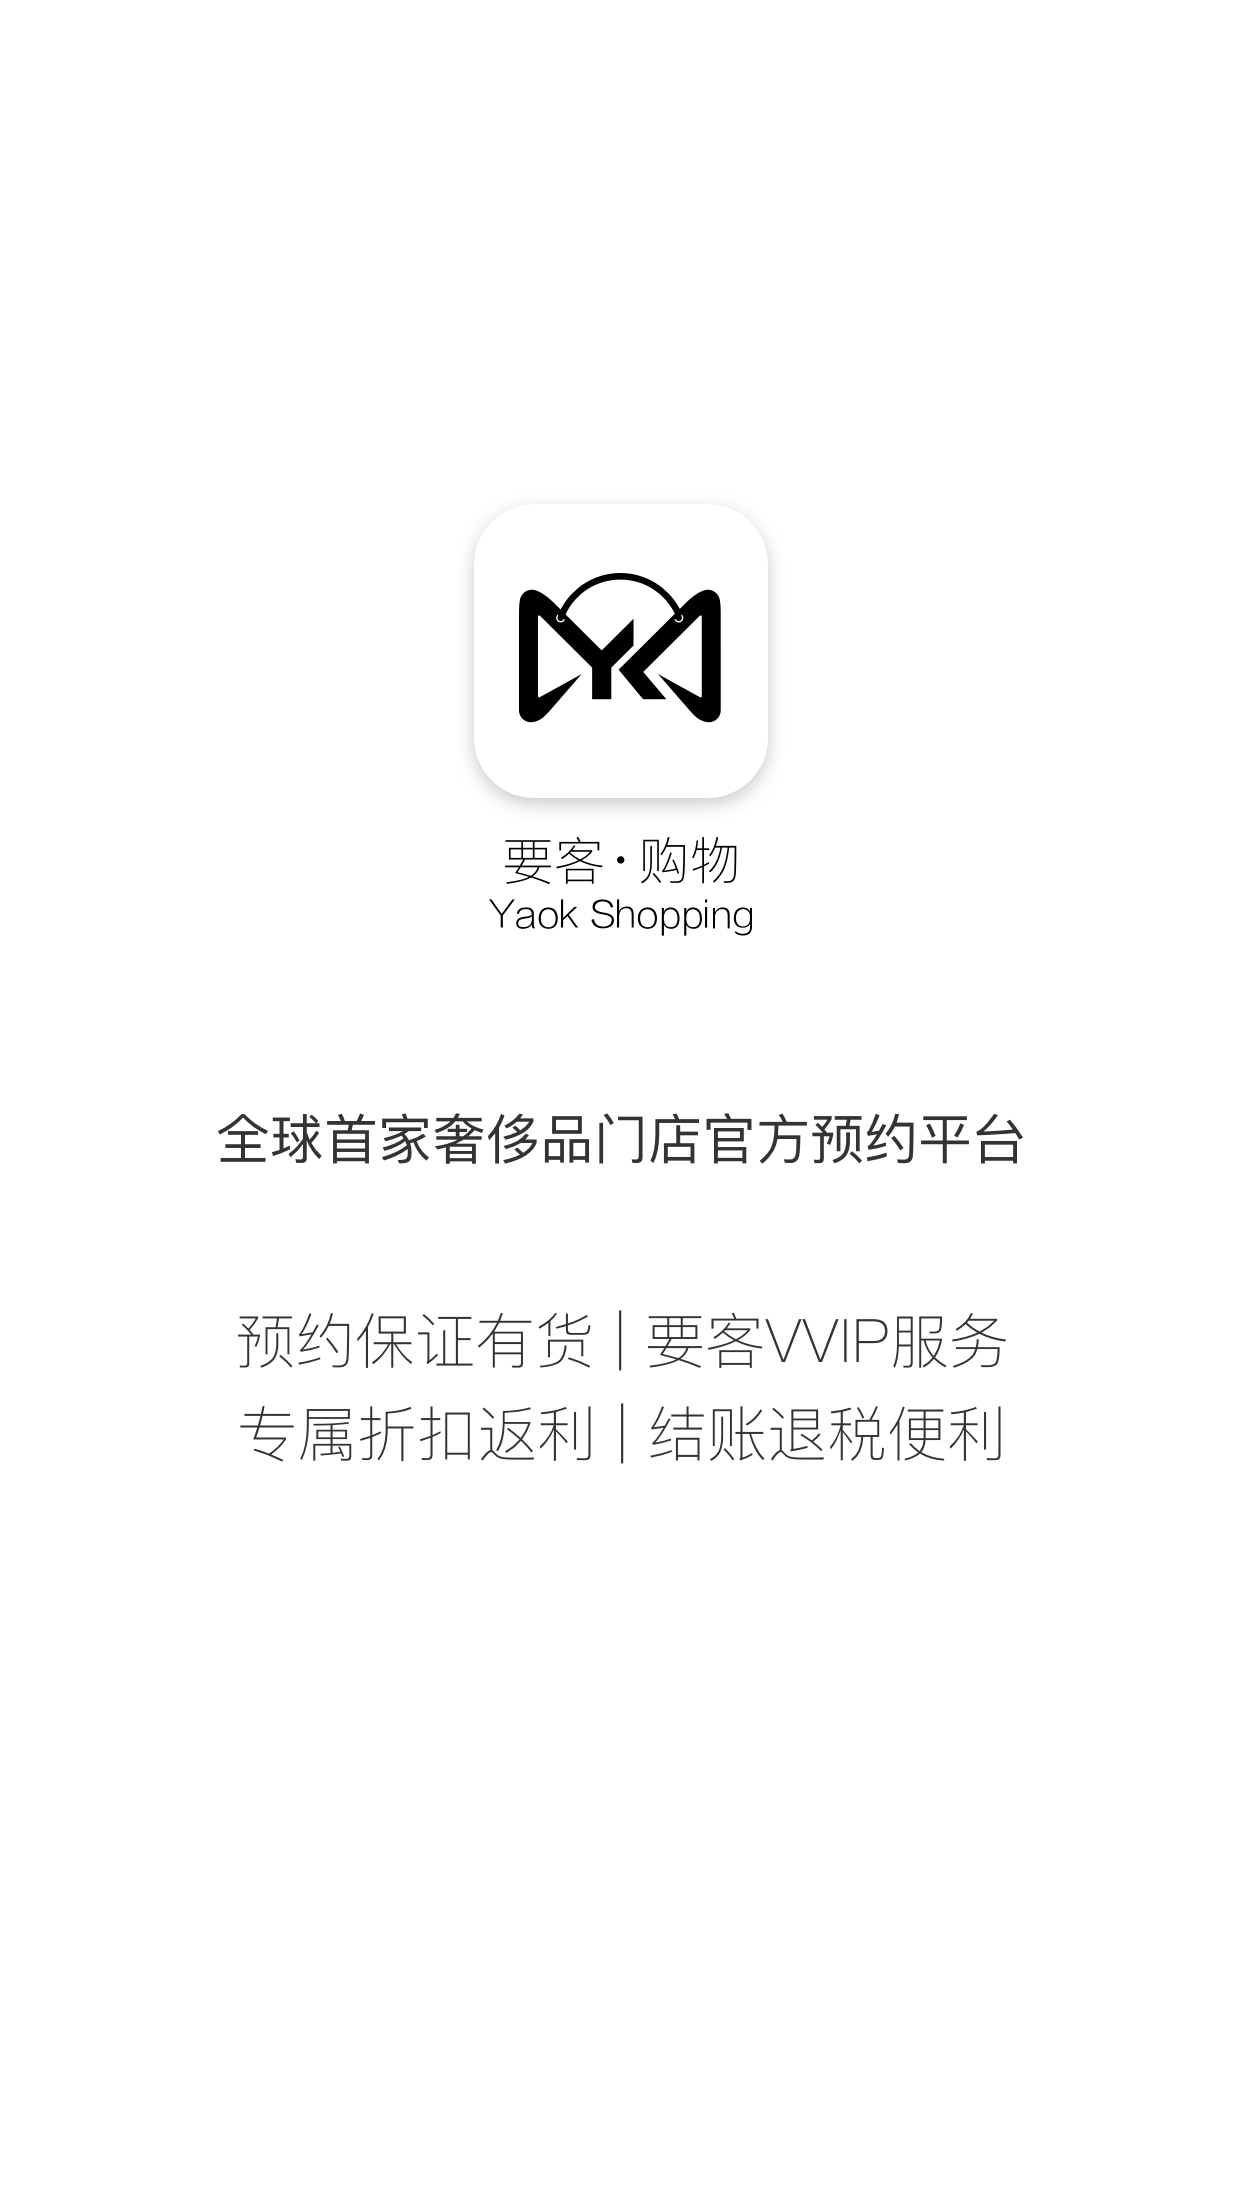 YK
要客·购物
Yaok Shopping
全球首家奢侈品门店官方预约平台
预约保证有货 | 要客VVIP服务
专属折扣返利 | 结账退税便利